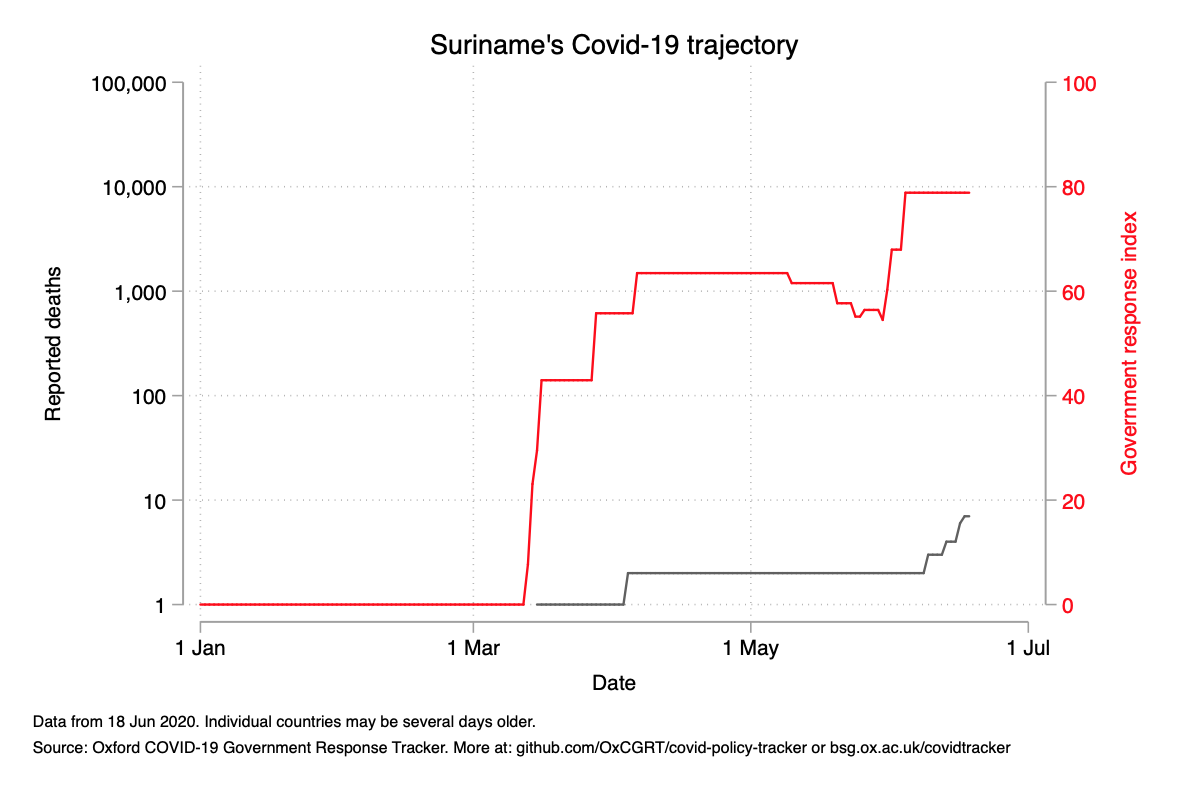 Suriname's Covid-19 trajectory
100,000
10,000
1,000
100
10
1
Reported deaths
100
80
60
40
20
0
Government response index
1 Jan
1 Mar
1 May
1 Jul
Date
Data from 18 Jun 2020. Individual countries may be several days older.
Source: Oxford COVID-19 Government Response Tracker. More at: github.com/OxCGRT/covid-policy-tracker or bsg.ox.ac.uk/covidtracker